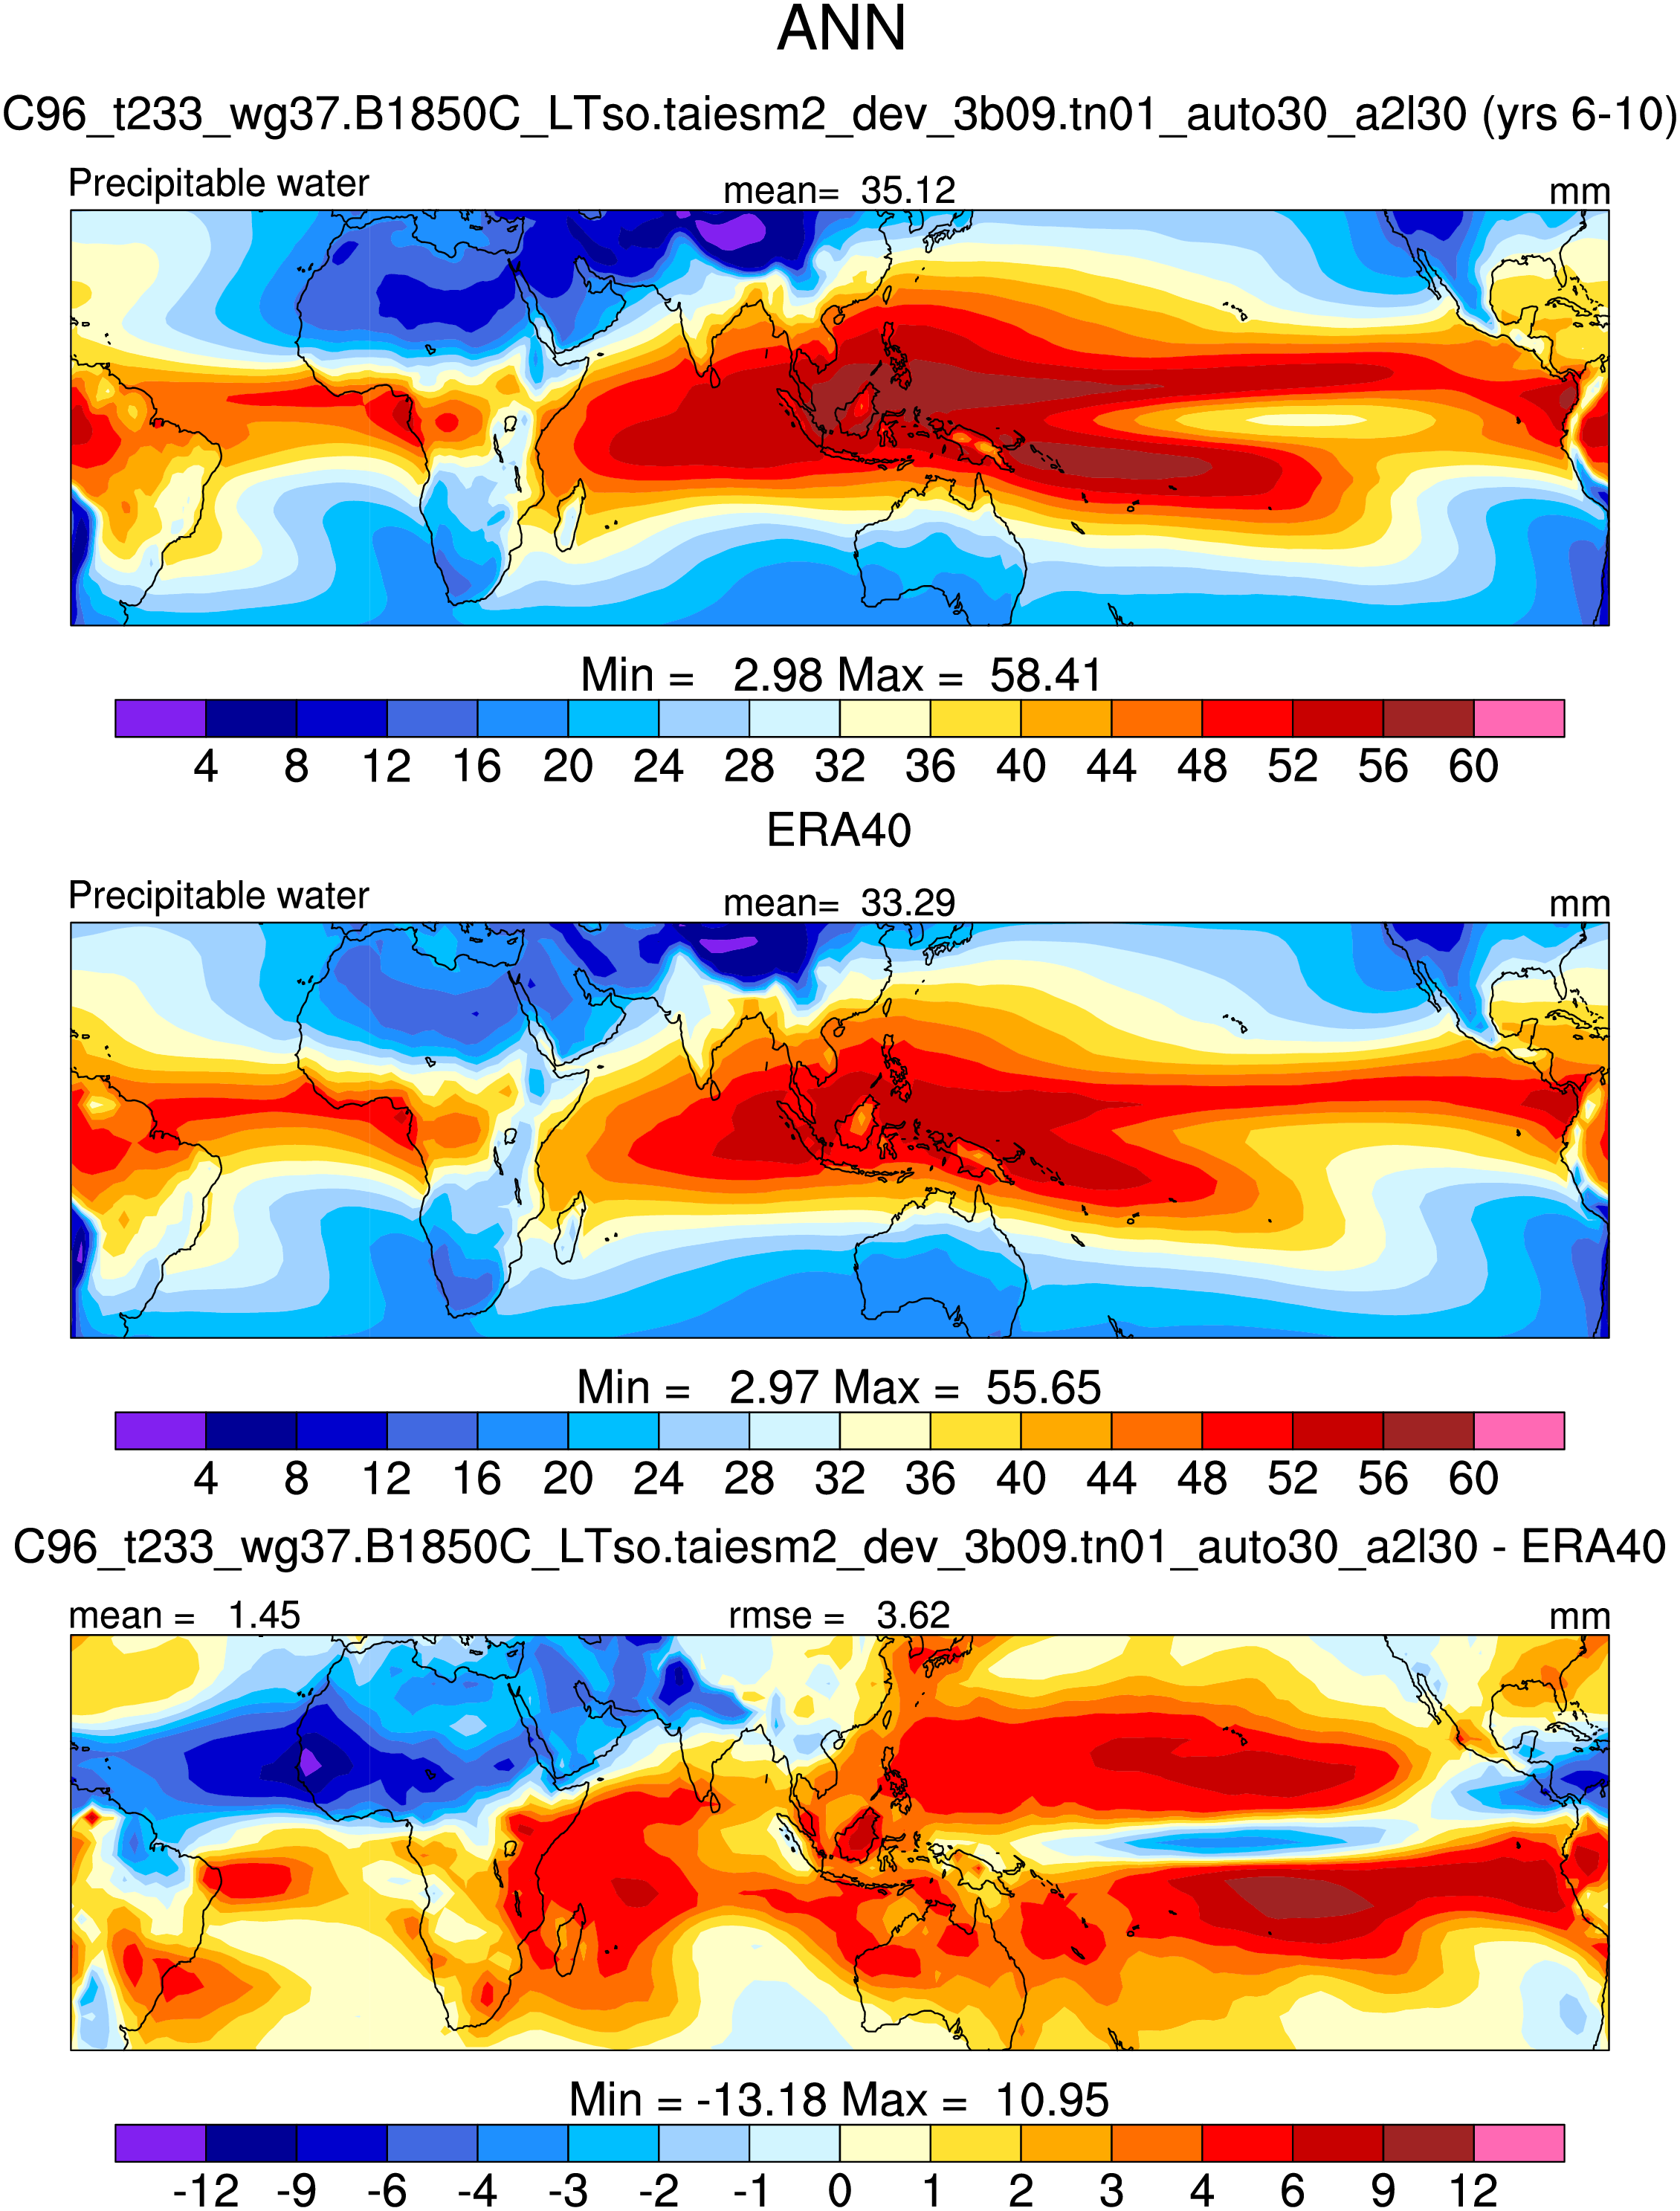 ANN
C96_t233_wg37.B1850C_LTso.taiesm2_dev_3b09.tn01_auto30_a2l30 (yrs 6-10)
Precipitable water mean= 35.12 mm
Min = 2.98 Max = 58.41
4 8 12 16 20 24 28 32 36 40 44 48 52 56 60
ERA40
Precipitable water mean= 33.29 mm
Min = 2.97 Max = 55.65
4 8 12 16 20 24 28 32 36 40 44 48 52 56 60
C96_t233_wg37.B1850C_LTso.taiesm2_dev_3b09.tn01_auto30_a2l30 - ERA40
mean = 1.45 rmse = 3.62 mm
Min = -13.18 Max = 10.95
-12 -9 -6 -4 -3 -2 -1 0 1 2 3 4 6 9 12